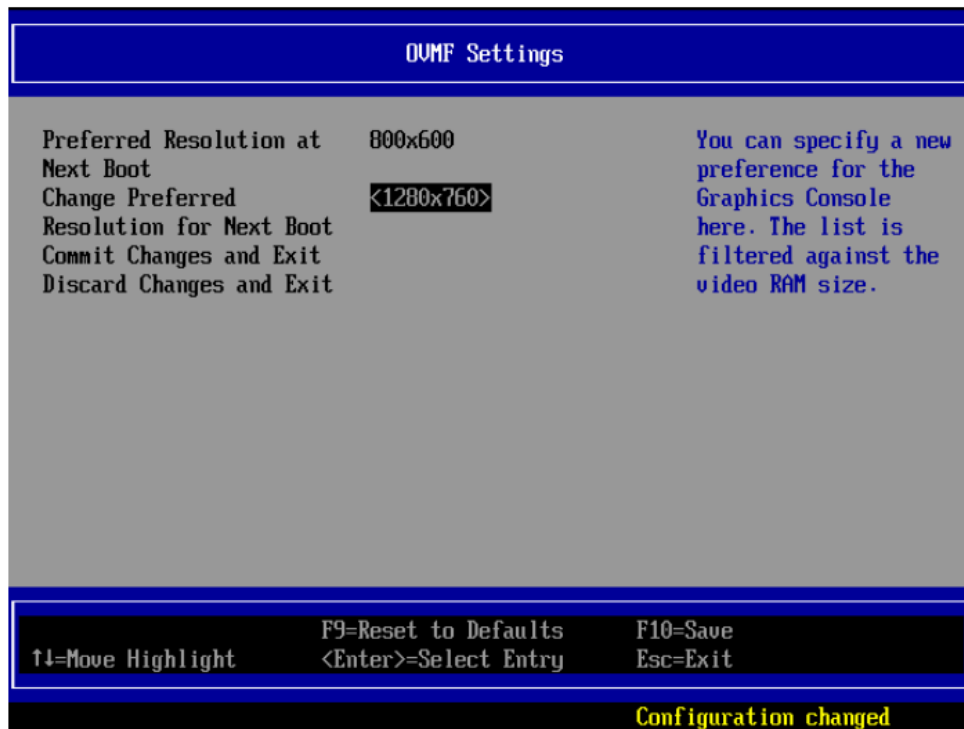 OVMF Settings
Preferred Resolution at 800x600 You can specify a new
Next Boot preference for the
Change Preferred <1280x760> Graphics Console
Resolution for Next Boot here. The list is
Commit Changes and Exit filtered against the
Discard Changes and Exit video RAM size.
F9=Reset to Defaults F10=Save
↑↓=Move Highlight <Enter>=Select Entry Esc=Exit
Configuration changed